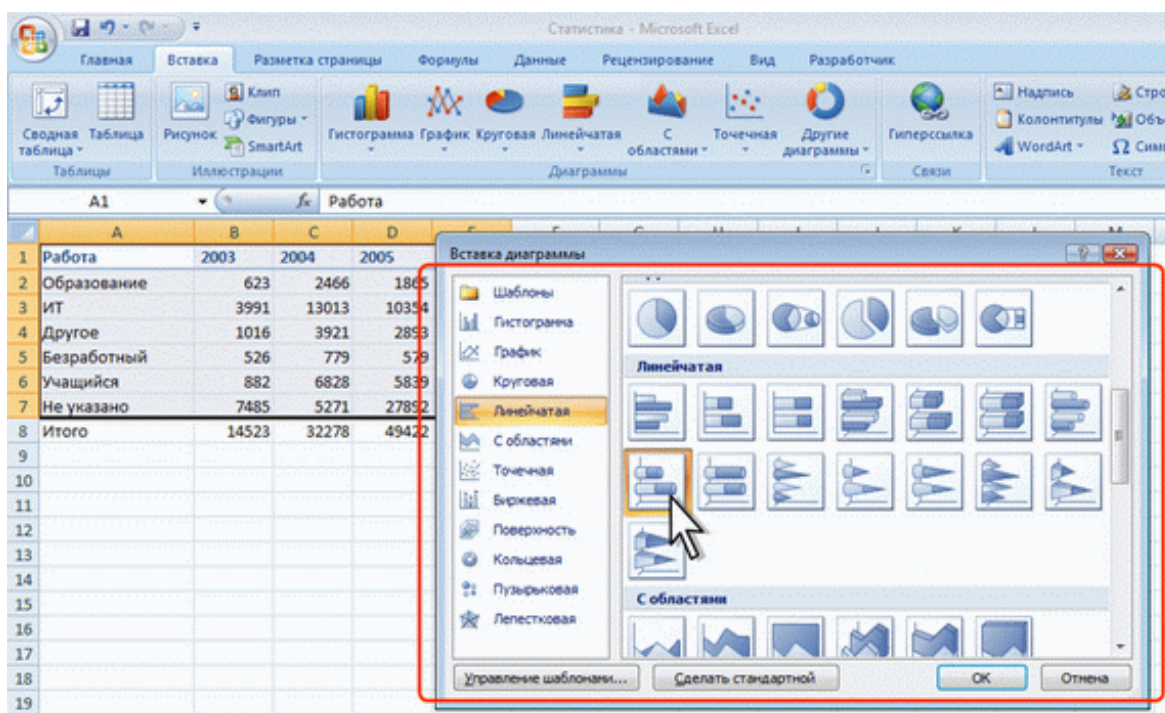 Статистика - Microsoft Excel
Главная Вставка Разметка страницы Формулы Данные Рецензирование Вид Разработчик
Сводная таблица Таблица Рисунок Клип Фигуры SmartArt Гистограмма График Круговая Линейчатая С областями Точечная Другие диаграммы Гиперссылка Надпись Колонтитулы WordArt
Таблицы Иллюстрации Диаграммы Связи Текст
A1 fx Работа
A B C D
1 Работа 2003 2004 2005
2 Образование 623 2466 1865
3 ИТ 3991 13013 10354
4 Другое 1016 3921 2893
5 Безработный 526 779 579
6 Учащийся 882 6828 5839
7 Не указано 7485 5271 27892
8 Итого 14523 32278 49422
9
10
11
12
13
14
15
16
17
18
19
Вставка диаграммы
Шаблоны
Гистограмма
График
Круговая
Линейчатая
С областями
Точечная
Биржевая
Поверхность
Кольцевая
Пузырьковая
Лепестковая
Линейчатая
С областями
Управление шаблонами... Сделать стандартной ОК Отмена